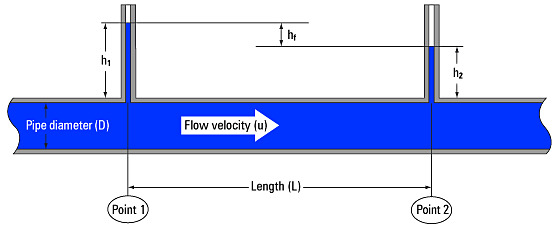 h1
hf
h2
Pipe diameter (D)
Flow velocity (u)
Length (L)
Point 1
Point 2